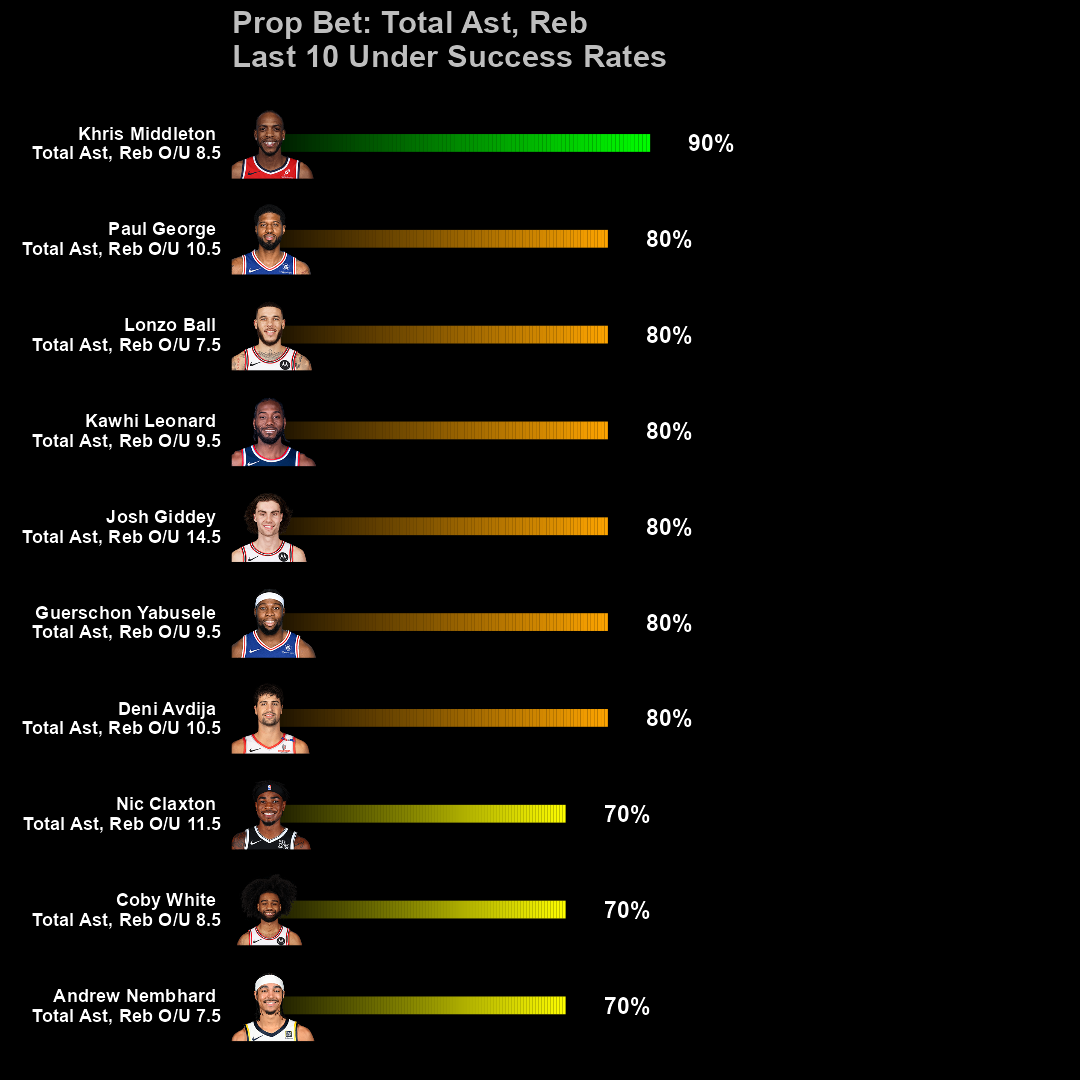 Prop Bet: Total Ast, Reb
Last 10 Under Success Rates
Khris Middleton
Total Ast, Reb O/U 8.5
90%
Paul George
Total Ast, Reb O/U 10.5
80%
Lonzo Ball
Total Ast, Reb O/U 7.5
80%
Kawhi Leonard
Total Ast, Reb O/U 9.5
80%
Josh Giddey
Total Ast, Reb O/U 14.5
80%
Guerschon Yabusele
Total Ast, Reb O/U 9.5
80%
Deni Avdija
Total Ast, Reb O/U 10.5
80%
Nic Claxton
Total Ast, Reb O/U 11.5
70%
Coby White
Total Ast, Reb O/U 8.5
70%
Andrew Nembhard
Total Ast, Reb O/U 7.5
70%